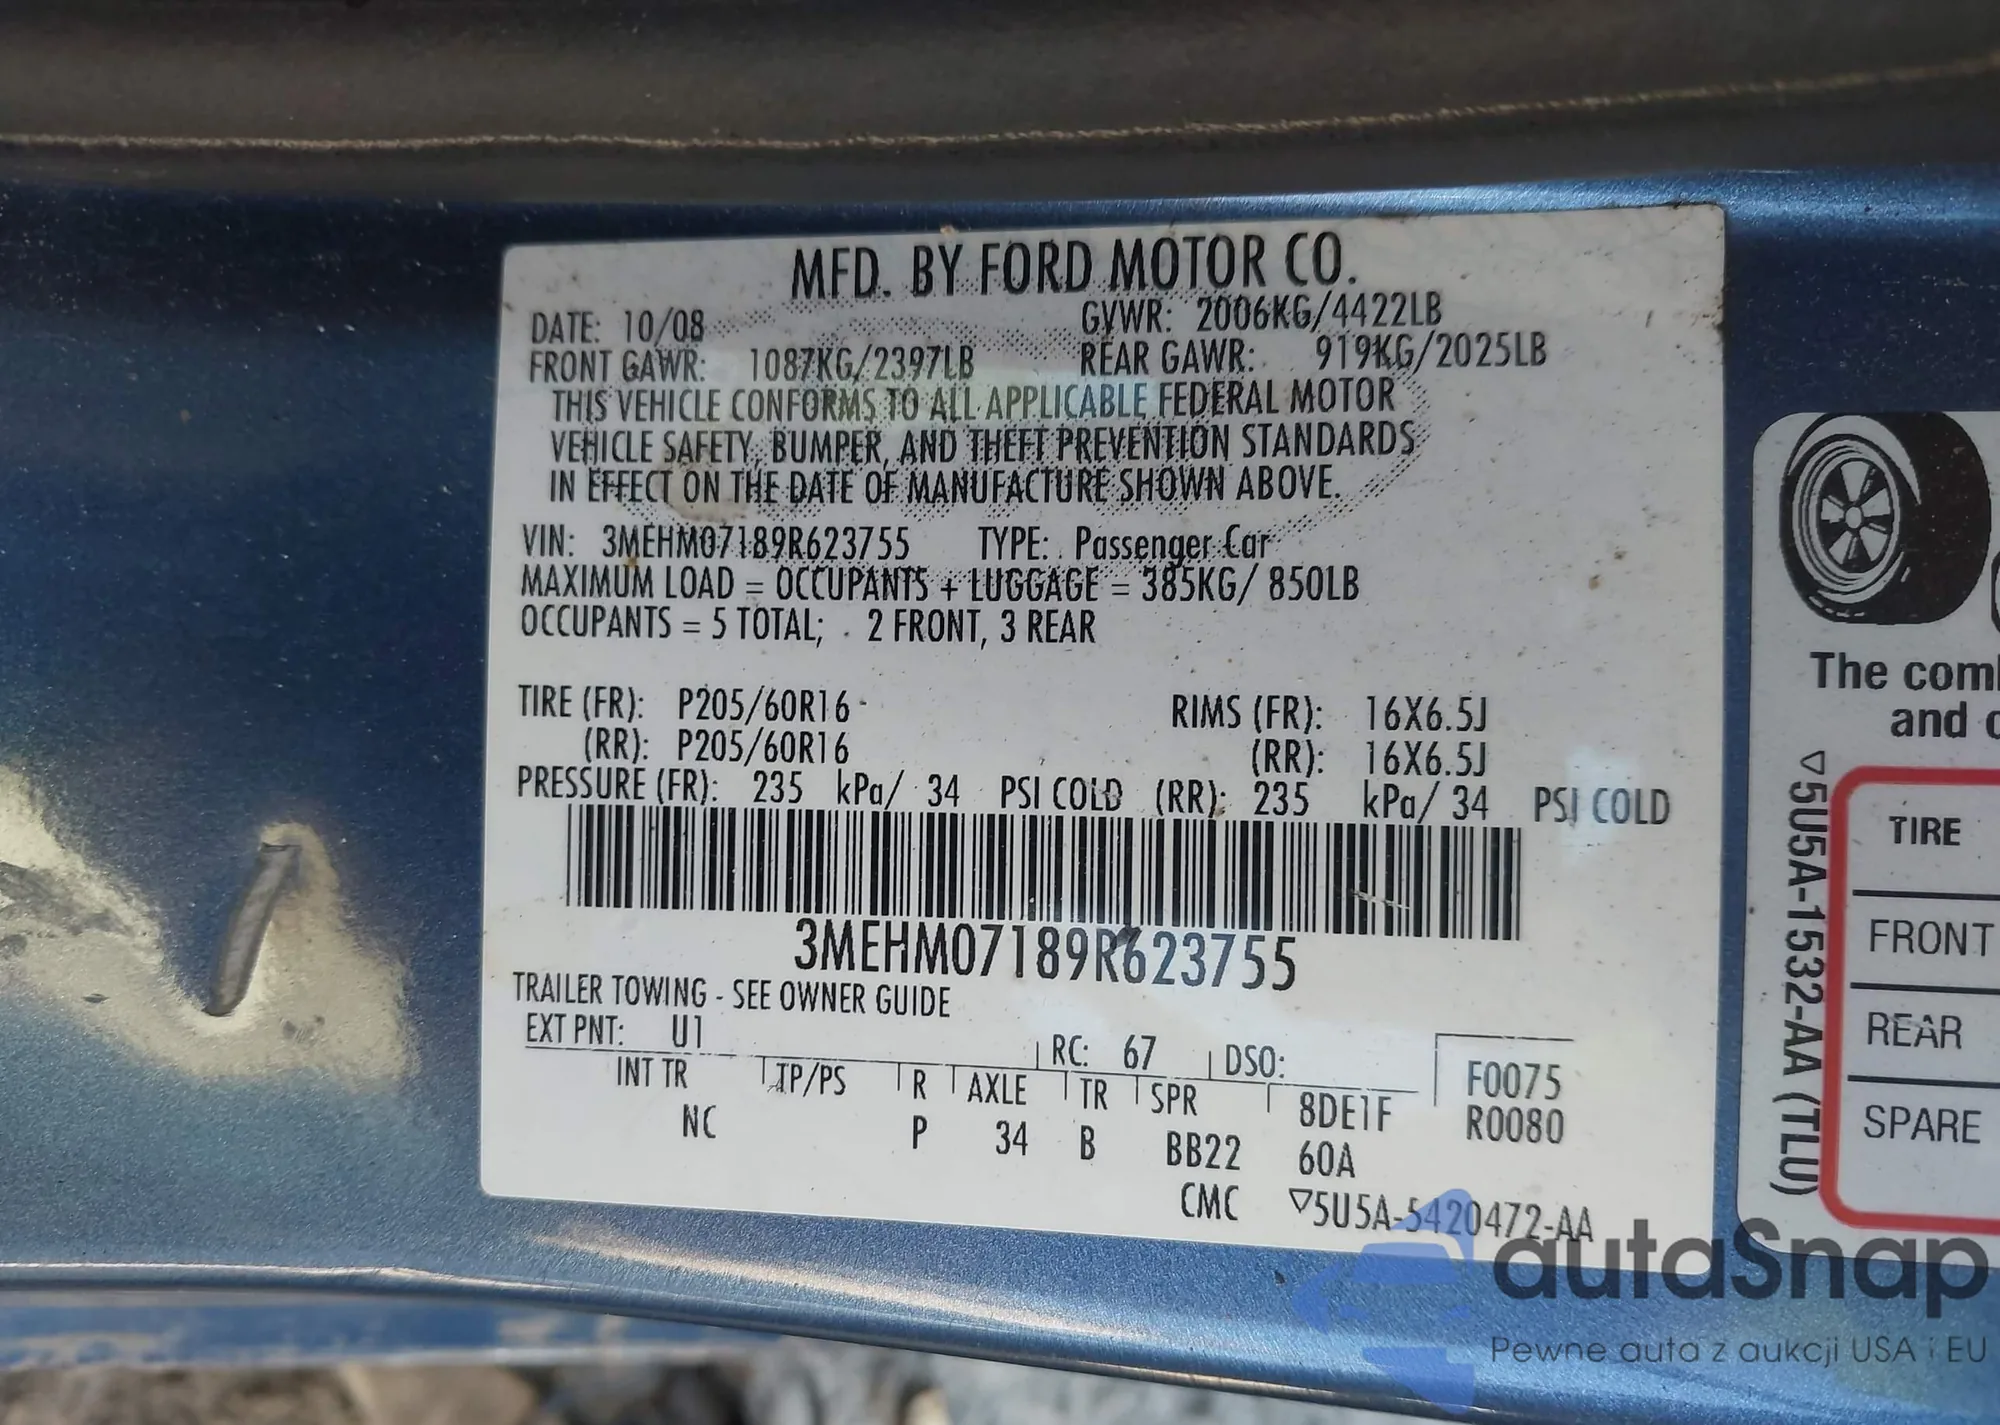 MFD. BY FORD MOTOR CO.
DATE: 10/08 GVWR: 2006KG/4422LB
FRONT GAWR: 1087KG/2397LB REAR GAWR: 919KG/2025LB
THIS VEHICLE CONFORMS TO ALL APPLICABLE FEDERAL MOTOR
VEHICLE SAFETY, BUMPER, AND THEFT PREVENTION STANDARDS
IN EFFECT ON THE DATE OF MANUFACTURE SHOWN ABOVE.
VIN: 3MEHM07189R623755 TYPE: Passenger Car
MAXIMUM LOAD = OCCUPANTS + LUGGAGE = 385KG/ 850LB
OCCUPANTS = 5 TOTAL; 2 FRONT, 3 REAR
TIRE (FR): P205/60R16 RIMS (FR): 16X6.5J
(RR): P205/60R16 (RR): 16X6.5J
PRESSURE (FR): 235 kPa/ 34 PSI COLD (RR): 235 kPa/ 34 PSI COLD
3MEHM07189R623755
TRAILER TOWING - SEE OWNER GUIDE
EXT PNT: U1 RC: 67 DSO: F0075
INT TR TP/PS R AXLE TR SPR 8DE1F R0080
NC P 34 B BB22 60A
CMC ▽5U5A-5420472-AA
The com
and
▽5U5A-1532-AA (TLU)
TIRE
FRONT
REAR
SPARE
autaSnap
Pewne auta z aukcji USA i EU